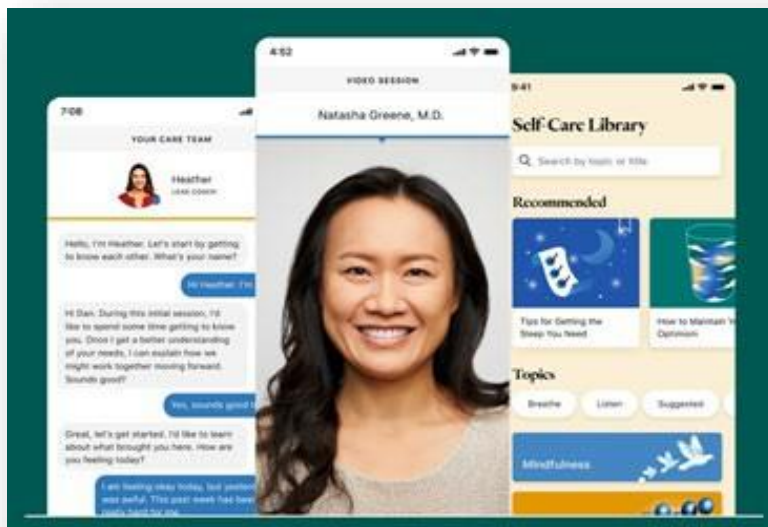 7:08
YOUR CARE TEAM
Heather
LEAD COACH
Hello, I'm Heather. Let's start by getting
to know each other. What's your name?
Hi Heather. I'm
Hi Dan. During this initial session, I'd
like to spend some time getting to know
you. Once I get a better understanding
of your needs, I can explain how we
might work together moving forward.
Sounds good?
Yes, sounds good
Great, let's get started. I'd like to learn
about what brought you here. How are
you feeling today?
I am feeling okay today, but
was awful. This past week has been
really hard for me.
4:52
VIDEO SESSION
Natasha Greene, M.D.
9:41
Self-Care Library
Search by topic or title
Recommended
Tips for Getting the
Sleep You Need
How to Maintain
Optimism
Topics
Breathe
Listen
Suggested
Mindfulness